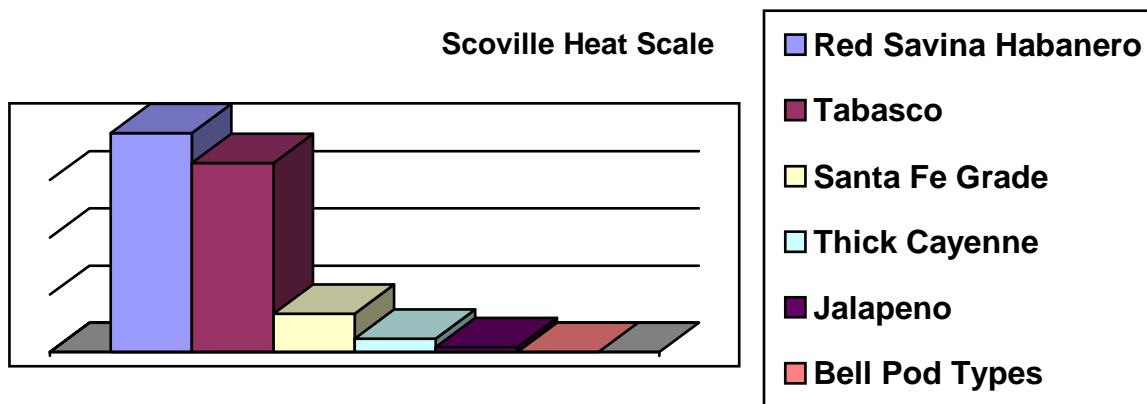 Scoville Heat Scale
Red Savina Habanero
Tabasco
Santa Fe Grade
Thick Cayenne
Jalapeno
Bell Pod Types